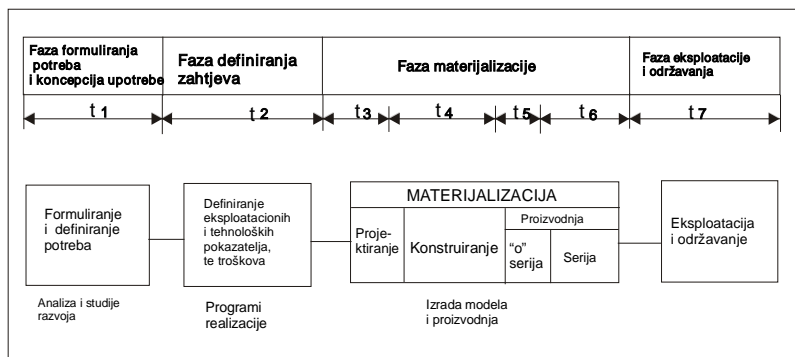 Faza formuliranja
potreba
i koncepcija upotrebe
Faza definiranja
zahtjeva
Faza materijalizacije
Faza eksploatacije
i održavanja
t 1
t 2
t 3
t 4
t 5
t 6
t 7
Formuliranje
i definiranje
potreba
Definiranje
eksploatacionih
i tehnoloških
pokazatelja,
te troškova
MATERIJALIZACIJA
Proje-
ktiranje
Konstruiranje
Proizvodnja
“o”
serija
Serija
Eksploatacija
i održavanje
Analiza i studije
razvoja
Programi
realizacije
Izrada modela
i proizvodnja